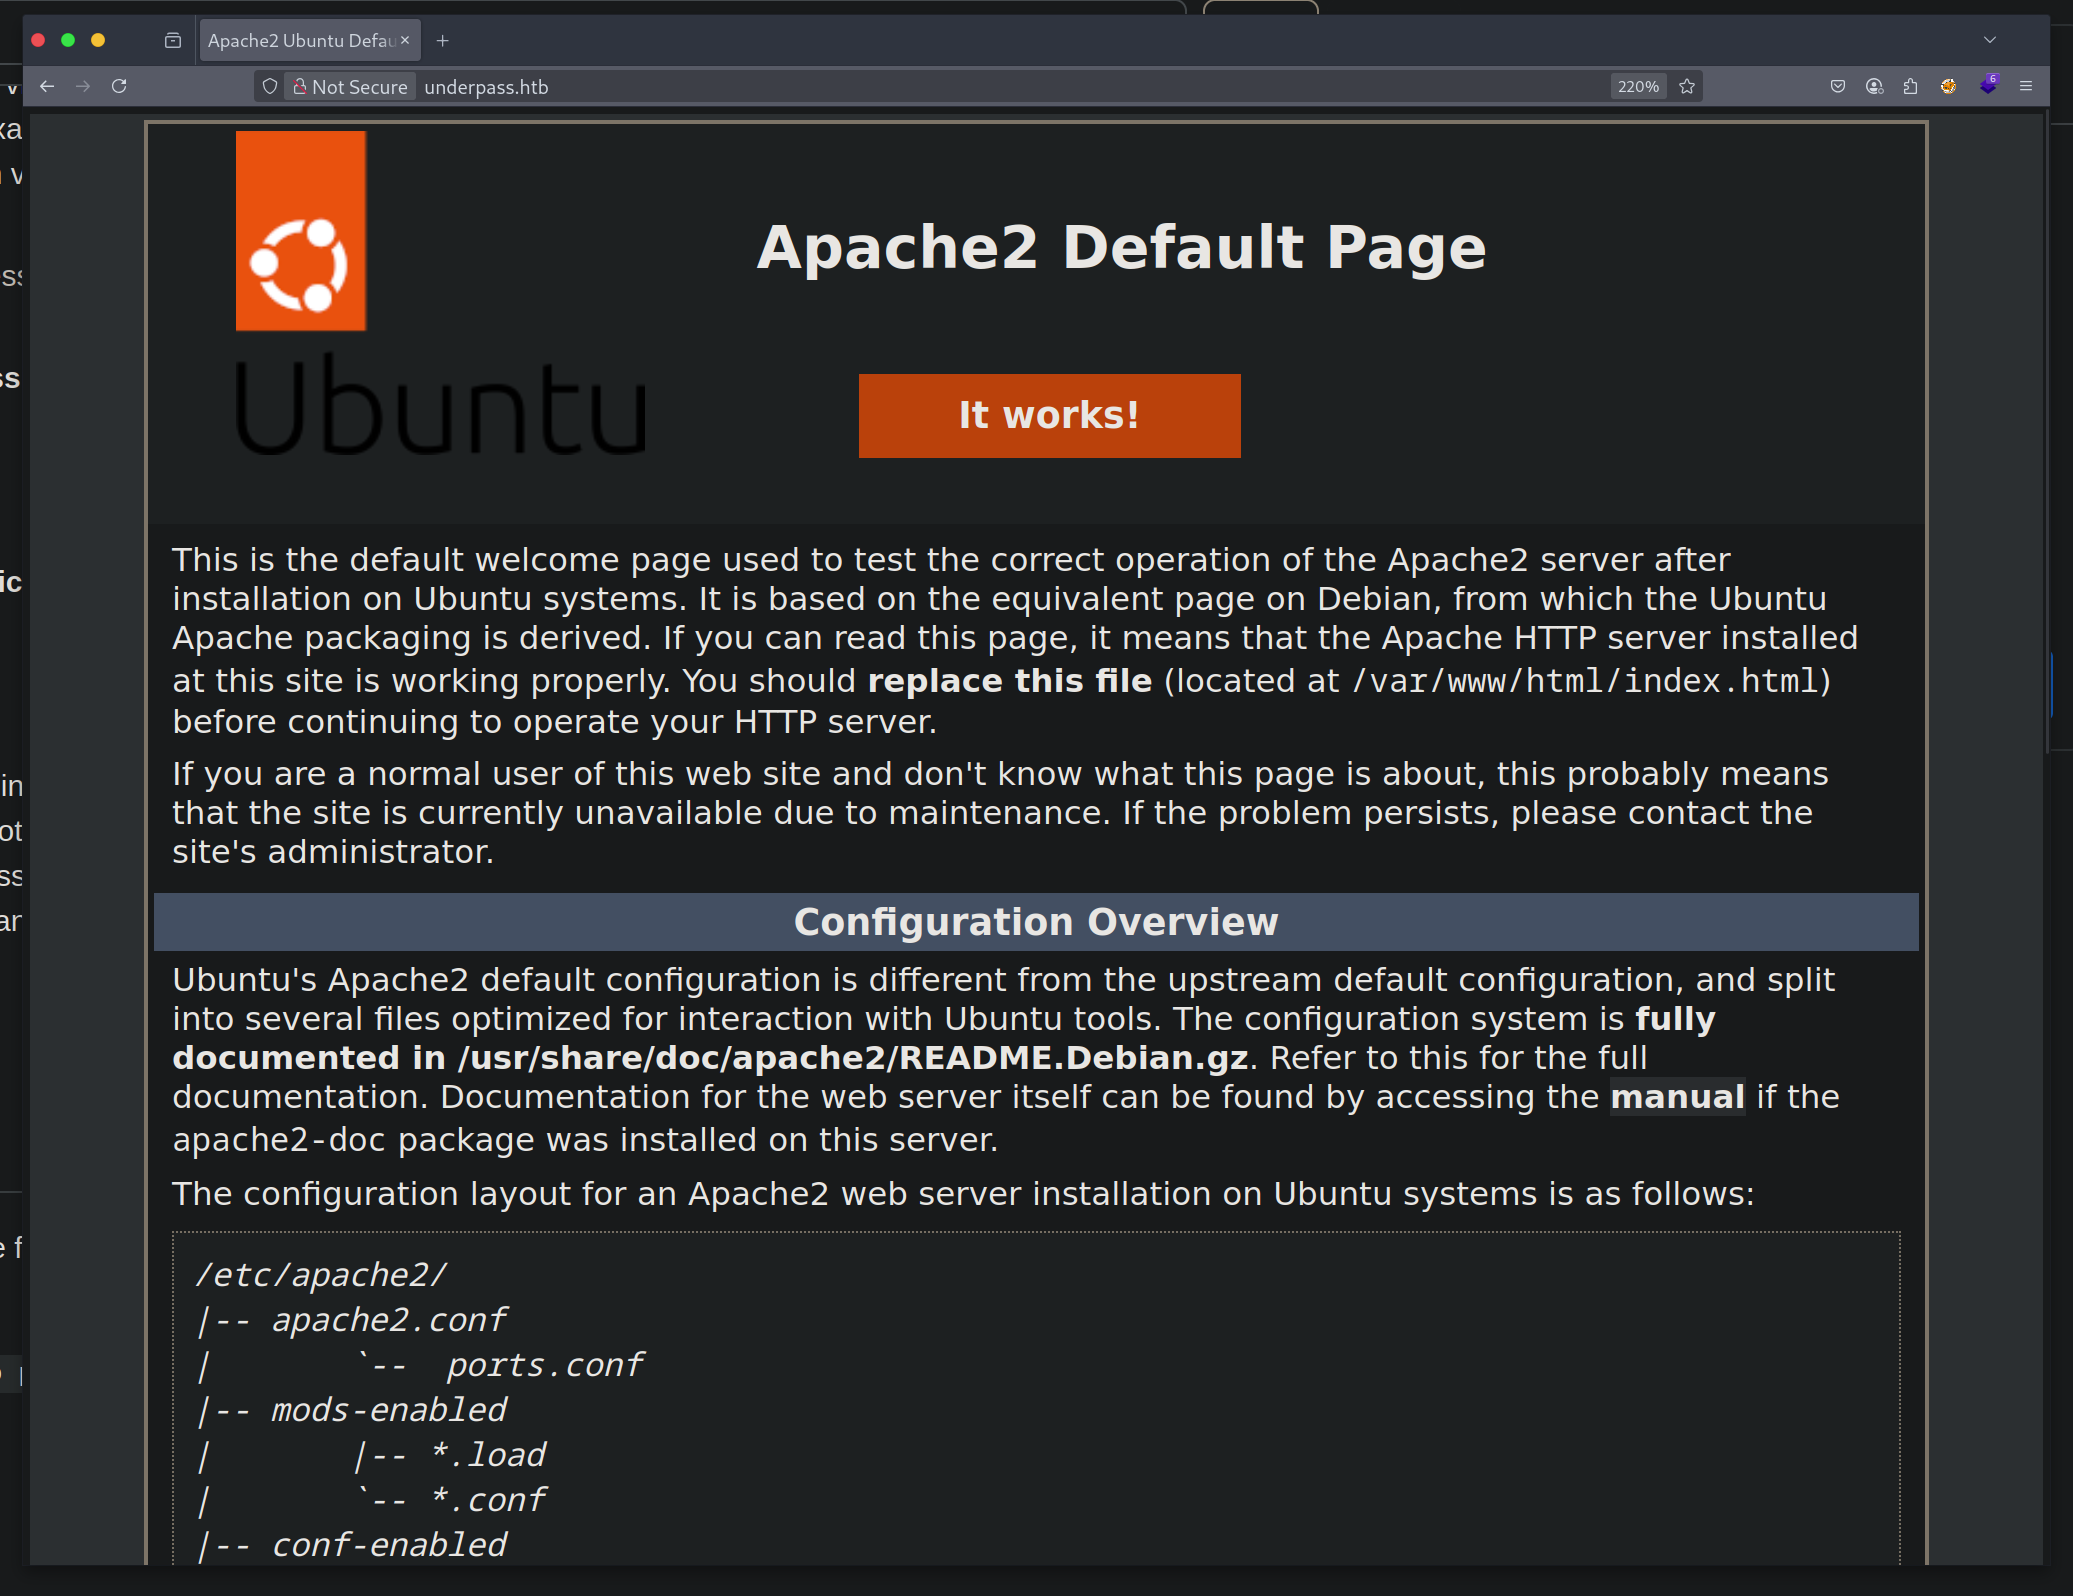 Apache2 Ubuntu Defau
Not Secure underpass.htb 220% 6
Apache2 Default Page
Ubuntu
It works!
This is the default welcome page used to test the correct operation of the Apache2 server after
installation on Ubuntu systems. It is based on the equivalent page on Debian, from which the Ubuntu
Apache packaging is derived. If you can read this page, it means that the Apache HTTP server installed
at this site is working properly. You should replace this file (located at /var/www/html/index.html)
before continuing to operate your HTTP server.
If you are a normal user of this web site and don't know what this page is about, this probably means
that the site is currently unavailable due to maintenance. If the problem persists, please contact the
site's administrator.
Configuration Overview
Ubuntu's Apache2 default configuration is different from the upstream default configuration, and split
into several files optimized for interaction with Ubuntu tools. The configuration system is fully
documented in /usr/share/doc/apache2/README.Debian.gz. Refer to this for the full
documentation. Documentation for the web server itself can be found by accessing the manual if the
apache2-doc package was installed on this server.
The configuration layout for an Apache2 web server installation on Ubuntu systems is as follows:
/etc/apache2/
|-- apache2.conf
|       `--  ports.conf
|-- mods-enabled
|       |-- *.load
|       `-- *.conf
|-- conf-enabled